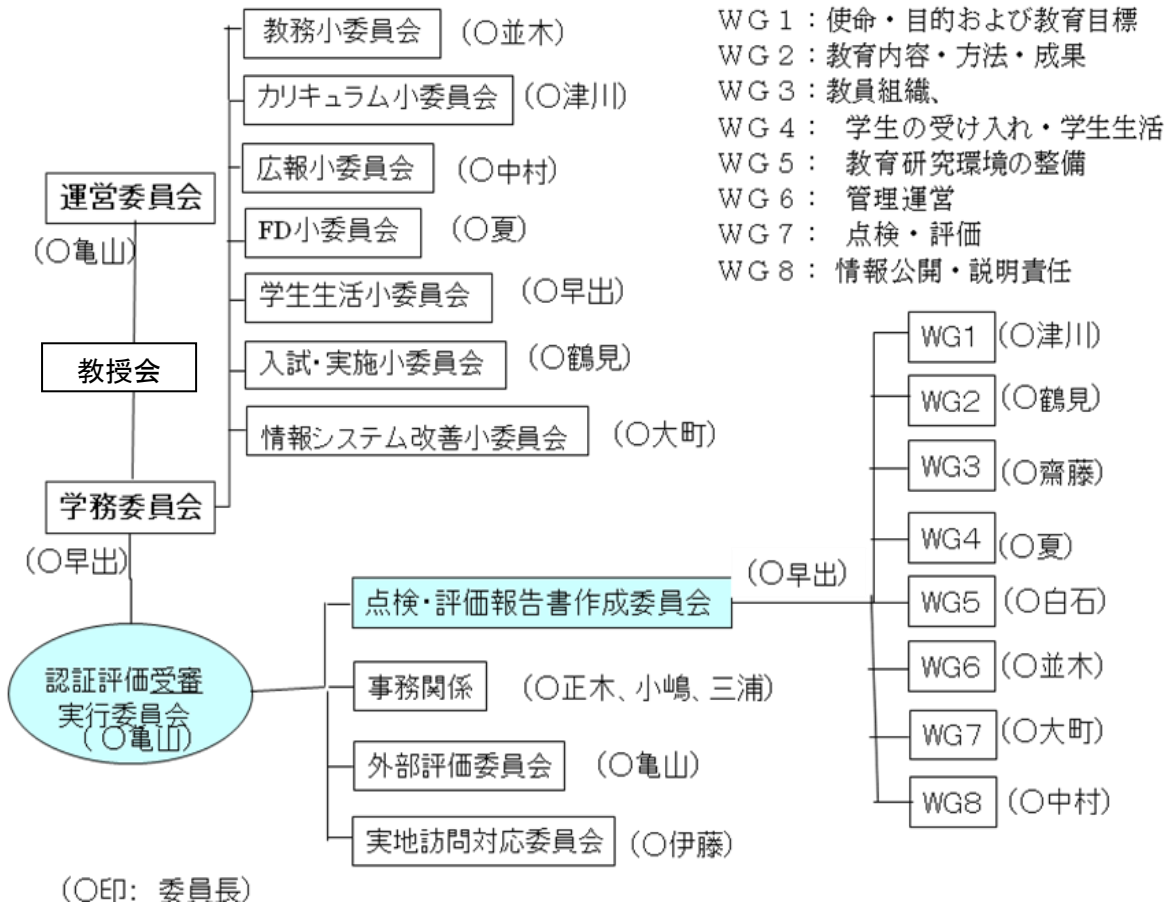 教務小委員会 (○並木)
カリキュラム小委員会 (○津川)
広報小委員会 (○中村)
運営委員会
(○亀山)
FD小委員会 (○夏)
学生生活小委員会 (○早出)
教授会
入試・実施小委員会 (○鶴見)
情報システム改善小委員会 (○大町)
学務委員会
(○早出)
WG1:使命・目的および教育目標
WG2:教育内容・方法・成果
WG3:教員組織、
WG4: 学生の受け入れ・学生生活
WG5: 教育研究環境の整備
WG6: 管理運営
WG7: 点検・評価
WG8: 情報公開・説明責任
認証評価受審
実行委員会
(○亀山)
点検・評価報告書作成委員会 (○早出)
事務関係 (○正木、小嶋、三浦)
外部評価委員会 (○亀山)
実地訪問対応委員会 (○伊藤)
WG1 (○津川)
WG2 (○鶴見)
WG3 (○齋藤)
WG4 (○夏)
WG5 (○白石)
WG6 (○並木)
WG7 (○大町)
WG8 (○中村)
(○印: 委員長)